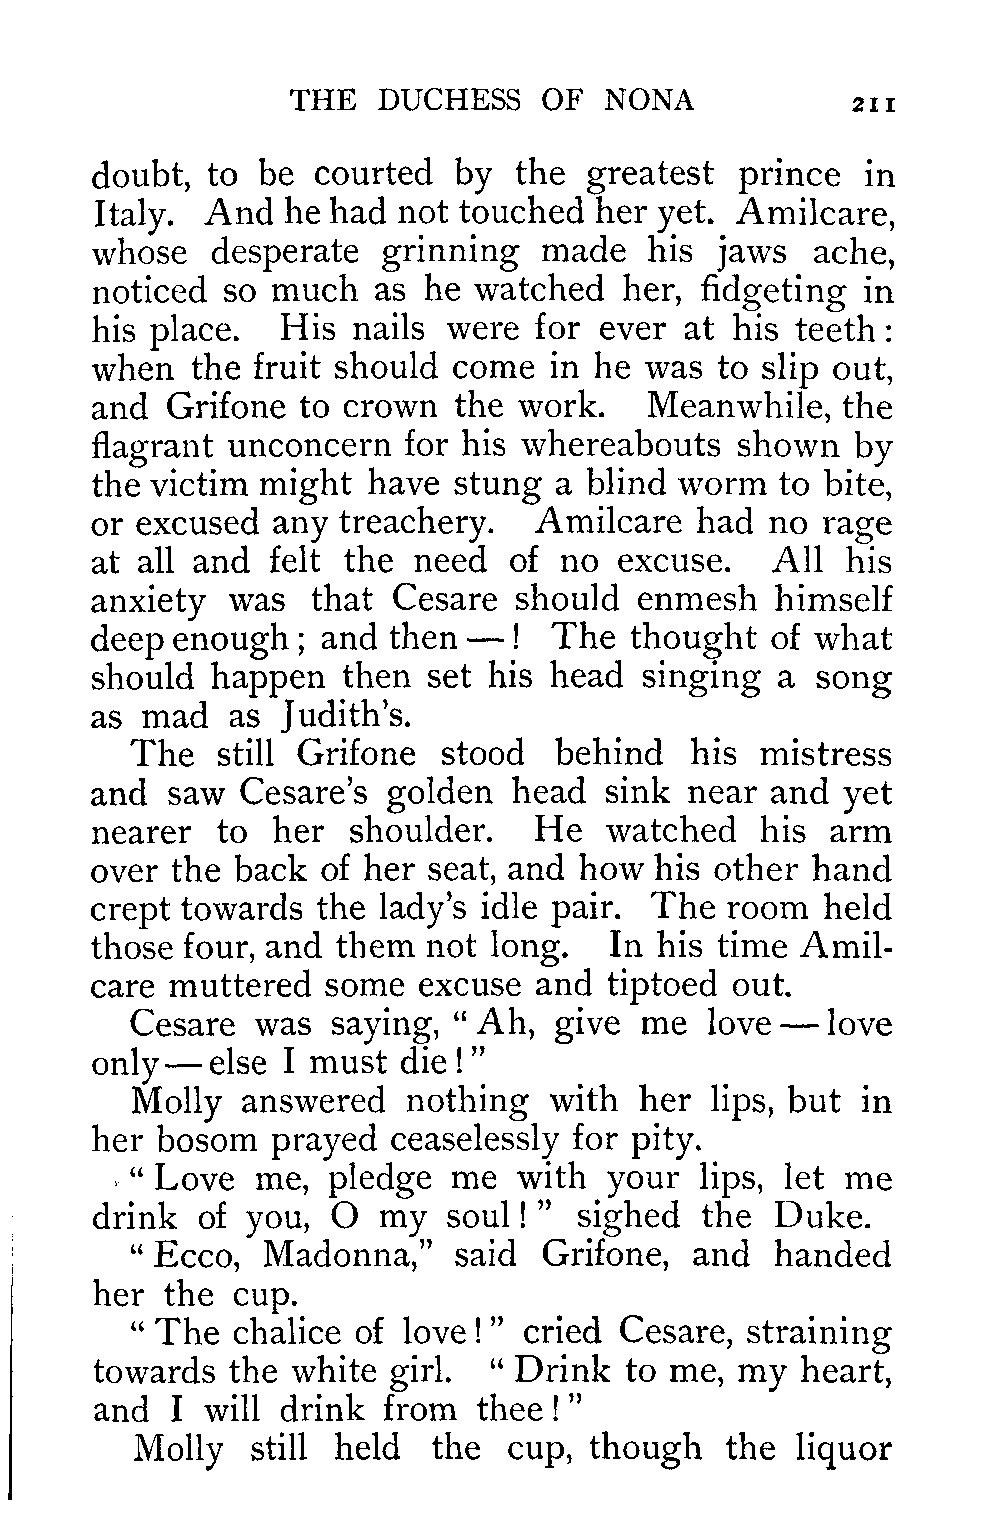 THE DUCHESS OF NONA 211
doubt, to be courted by the greatest prince in
Italy. And he had not touched her yet. Amilcare,
whose desperate grinning made his jaws ache,
noticed so much as he watched her, fidgeting in
his place. His nails were for ever at his teeth:
when the fruit should come in he was to slip out,
and Grifone to crown the work. Meanwhile, the
flagrant unconcern for his whereabouts shown by
the victim might have stung a blind worm to bite,
or excused any treachery. Amilcare had no rage
at all and felt the need of no excuse. All his
anxiety was that Cesare should enmesh himself
deep enough; and then—! The thought of what
should happen then set his head singing a song
as mad as Judith's.
The still Grifone stood behind his mistress
and saw Cesare's golden head sink near and yet
nearer to her shoulder. He watched his arm
over the back of her seat, and how his other hand
crept towards the lady's idle pair. The room held
those four, and them not long. In his time Amil-
care muttered some excuse and tiptoed out.
Cesare was saying, "Ah, give me love—love
only—else I must die!"
Molly answered nothing with her lips, but in
her bosom prayed ceaselessly for pity.
"Love me, pledge me with your lips, let me
drink of you, O my soul!" sighed the Duke.
"Ecco, Madonna," said Grifone, and handed
her the cup.
"The chalice of love!" cried Cesare, straining
towards the white girl. "Drink to me, my heart,
and I will drink from thee!"
Molly still held the cup, though the liquor